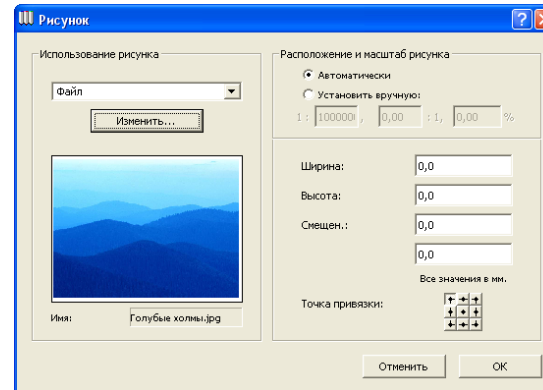 Рисунок
Использование рисунка
Файл
Изменить...
Имя: Голубые холмы.jpg
Расположение и масштаб рисунка
Автоматически
Установить вручную:
1 : 100000 , 0,00 : 1, 0,00 %
Ширина: 0,0
Высота: 0,0
Смещен.: 0,0
0,0
Все значения в мм.
Точка привязки:
Отменить OK